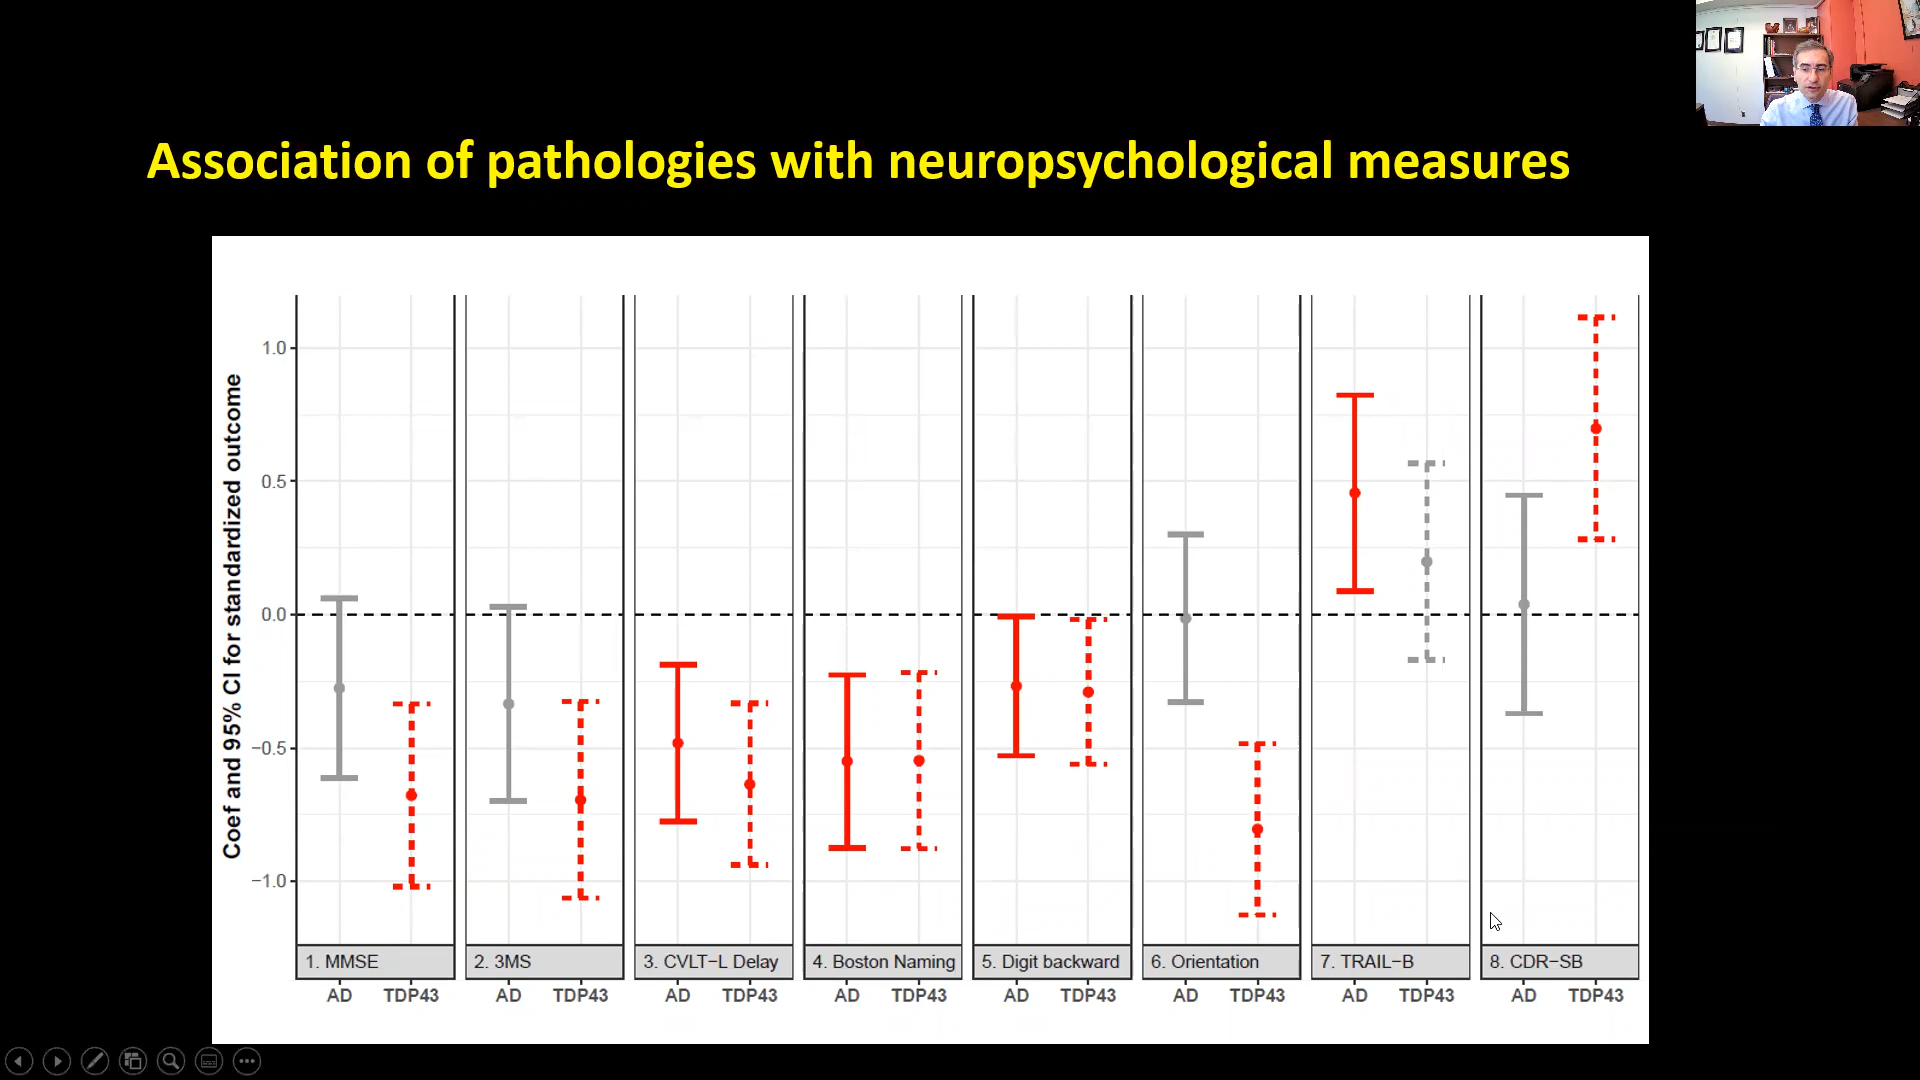 Association of pathologies with neuropsychological measures
Coef and 95% CI for standardized outcome
1.0
0.5
0.0
−0.5
−1.0
1. MMSE
2. 3MS
3. CVLT−L Delay
4. Boston Naming
5. Digit backward
6. Orientation
7. TRAIL−B
8. CDR−SB
AD TDP43 AD TDP43 AD TDP43 AD TDP43 AD TDP43 AD TDP43 AD TDP43 AD TDP43